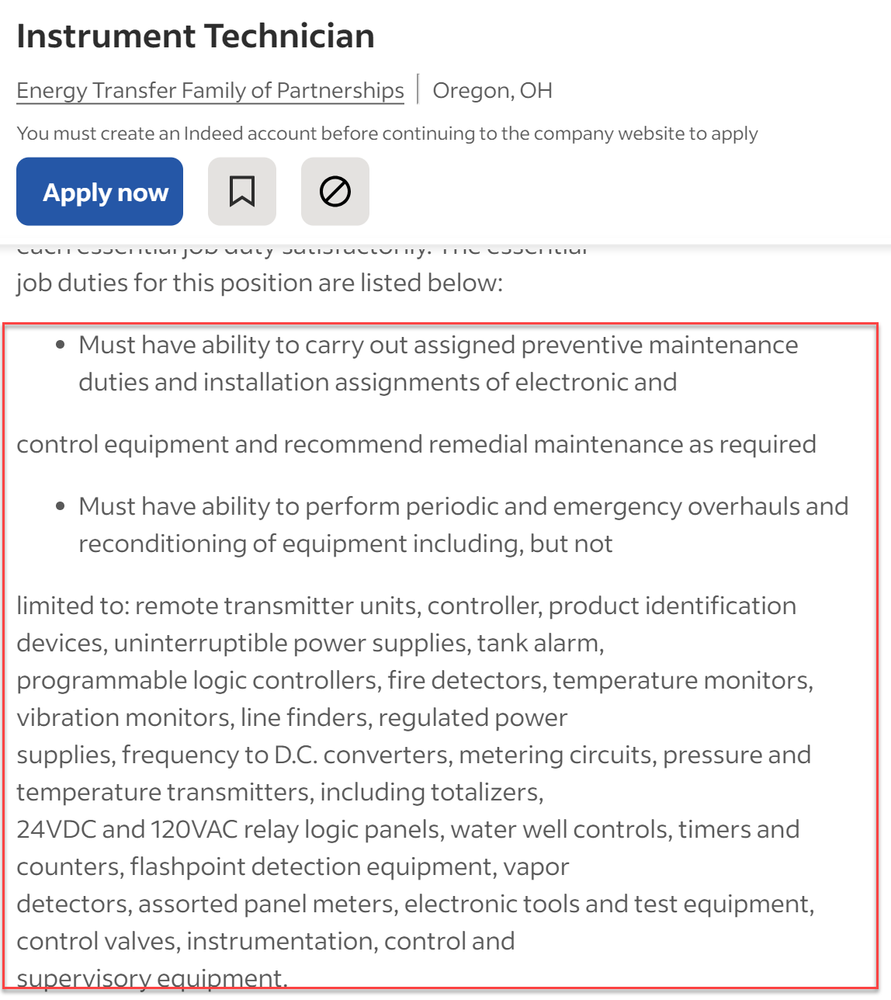 Instrument Technician
Energy Transfer Family of Partnerships | Oregon, OH
You must create an Indeed account before continuing to the company website to apply
Apply now
each essential job duty satisfactorily. The essential
job duties for this position are listed below:
• Must have ability to carry out assigned preventive maintenance
duties and installation assignments of electronic and
control equipment and recommend remedial maintenance as required
• Must have ability to perform periodic and emergency overhauls and
reconditioning of equipment including, but not
limited to: remote transmitter units, controller, product identification
devices, uninterruptible power supplies, tank alarm,
programmable logic controllers, fire detectors, temperature monitors,
vibration monitors, line finders, regulated power
supplies, frequency to D.C. converters, metering circuits, pressure and
temperature transmitters, including totalizers,
24VDC and 120VAC relay logic panels, water well controls, timers and
counters, flashpoint detection equipment, vapor
detectors, assorted panel meters, electronic tools and test equipment,
control valves, instrumentation, control and
supervisory equipment.